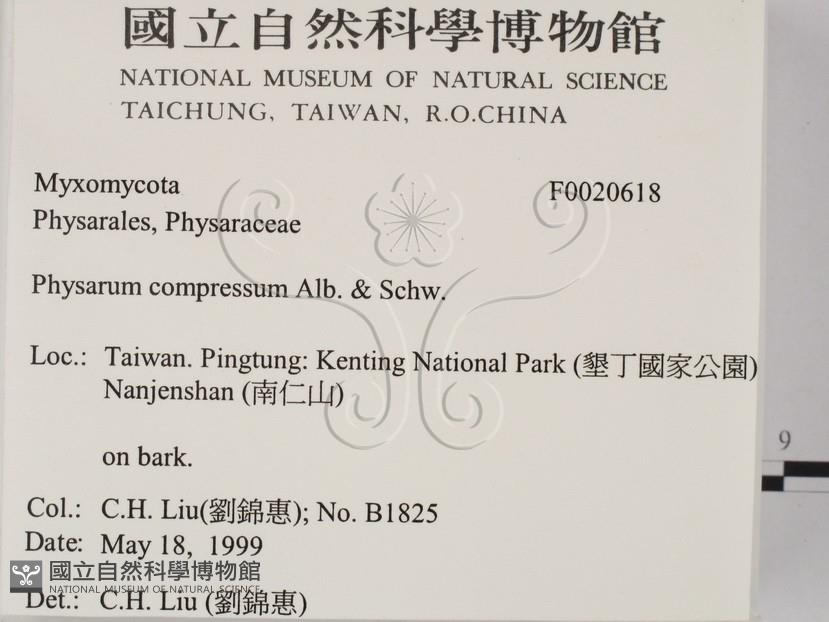 國立自然科學博物館
NATIONAL MUSEUM OF NATURAL SCIENCE
TAICHUNG, TAIWAN, R.O.CHINA
Myxomycota F0020618
Physarales, Physaraceae
Physarum compressum Alb. & Schw.
Loc.: Taiwan. Pingtung: Kenting National Park (墾丁國家公園)
Nanjenshan (南仁山)
on bark.
Col.: C.H. Liu(劉錦惠); No. B1825
Date: May 18, 1999
國立自然科學博物館
NATIONAL MUSEUM OF NATURAL SCIENCE
Det.: C.H. Liu (劉錦惠)
9